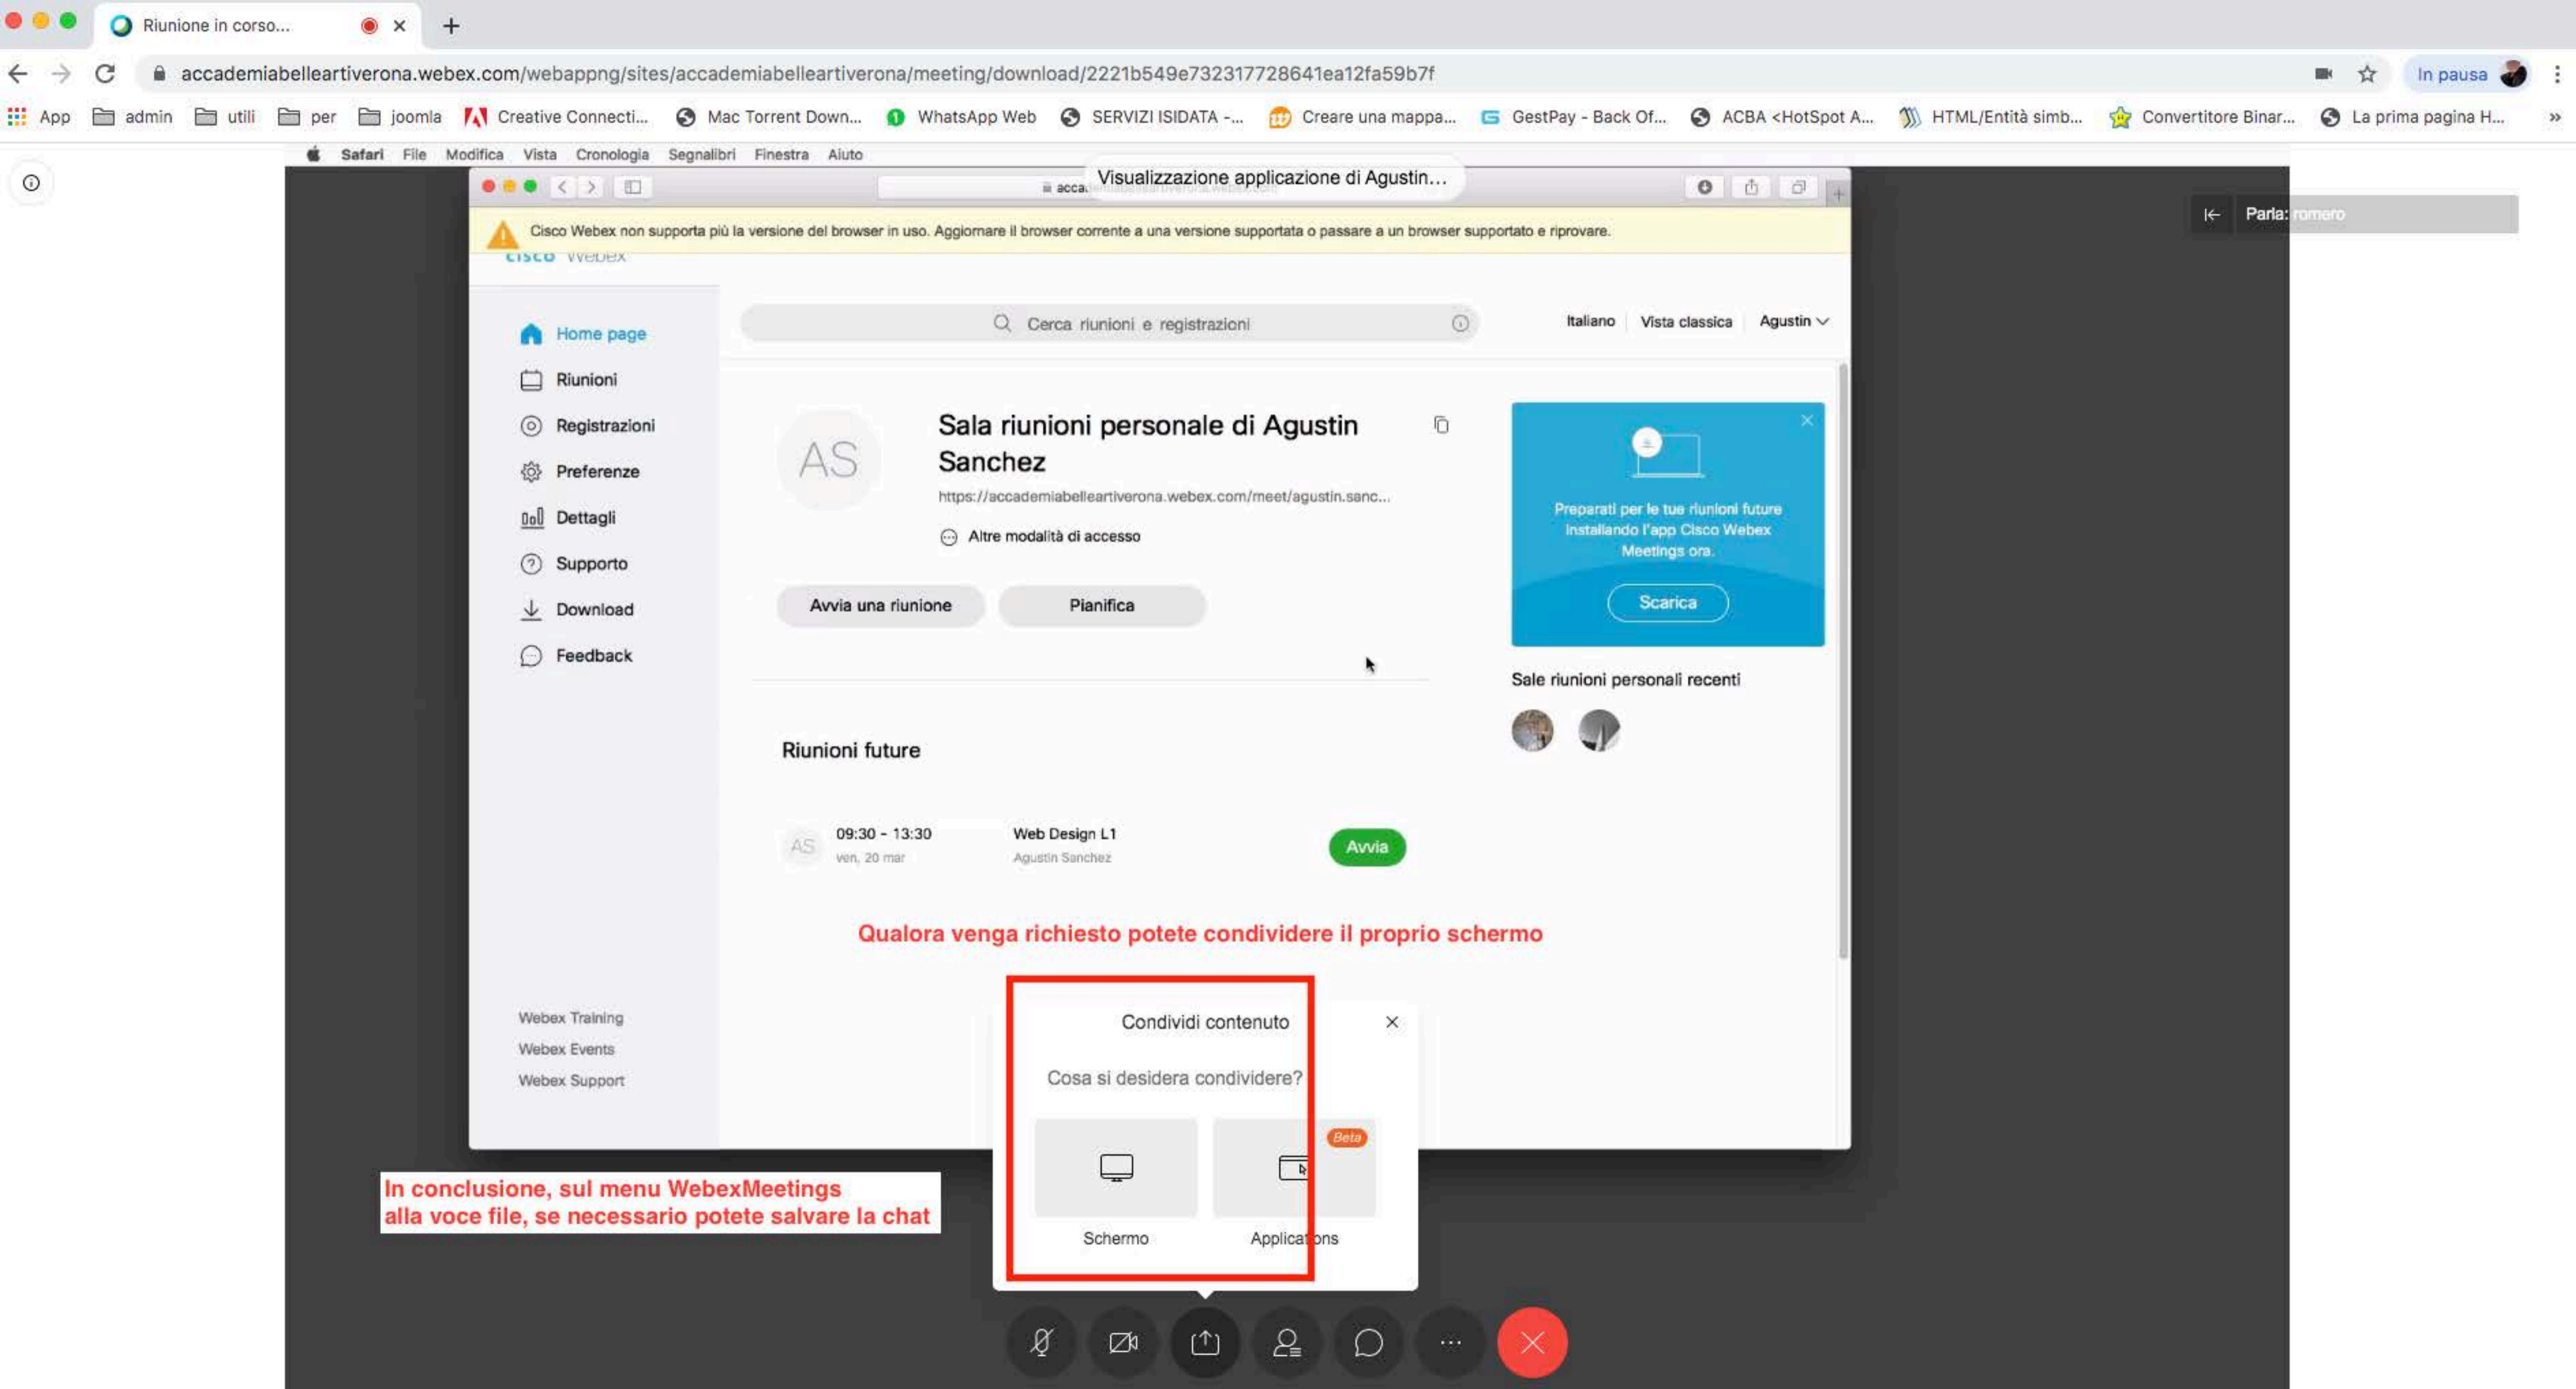 Riunione in corso...
accademiabelleartiverona.webex.com/webappng/sites/accademiabelleartiverona/meeting/download/2221b549e732317728641ea12fa59b7f
In pausa
App admin utili per joomla Creative Connecti... Mac Torrent Down... WhatsApp Web SERVIZI ISIDATA -... Creare una mappa... GestPay - Back Of... ACBA <HotSpot A... HTML/Entità simb... Convertitore Binar... La prima pagina H... »
Safari File Modifica Vista Cronologia Segnalibri Finestra Aiuto
acca
Visualizzazione applicazione di Agustin...
Parla: romero
Cisco Webex non supporta più la versione del browser in uso. Aggiornare il browser corrente a una versione supportata o passare a un browser supportato e riprovare.
cisco Webex
Cerca riunioni e registrazioni
Italiano Vista classica Agustin
Home page
Riunioni
Registrazioni
Preferenze
Dettagli
Supporto
Download
Feedback
AS
Sala riunioni personale di Agustin
Sanchez
https://accademiabelleartiverona.webex.com/meet/agustin.sanc...
Altre modalità di accesso
Avvia una riunione
Pianifica
Preparati per le tue riunioni future
installando l'app Cisco Webex
Meetings ora.
Scarica
Sale riunioni personali recenti
Riunioni future
AS
09:30 - 13:30
ven, 20 mar
Web Design L1
Agustin Sanchez
Avvia
Qualora venga richiesto potete condividere il proprio schermo
Webex Training
Webex Events
Webex Support
Condividi contenuto
Cosa si desidera condividere?
Beta
Schermo
Applications
In conclusione, sul menu WebexMeetings
alla voce file, se necessario potete salvare la chat